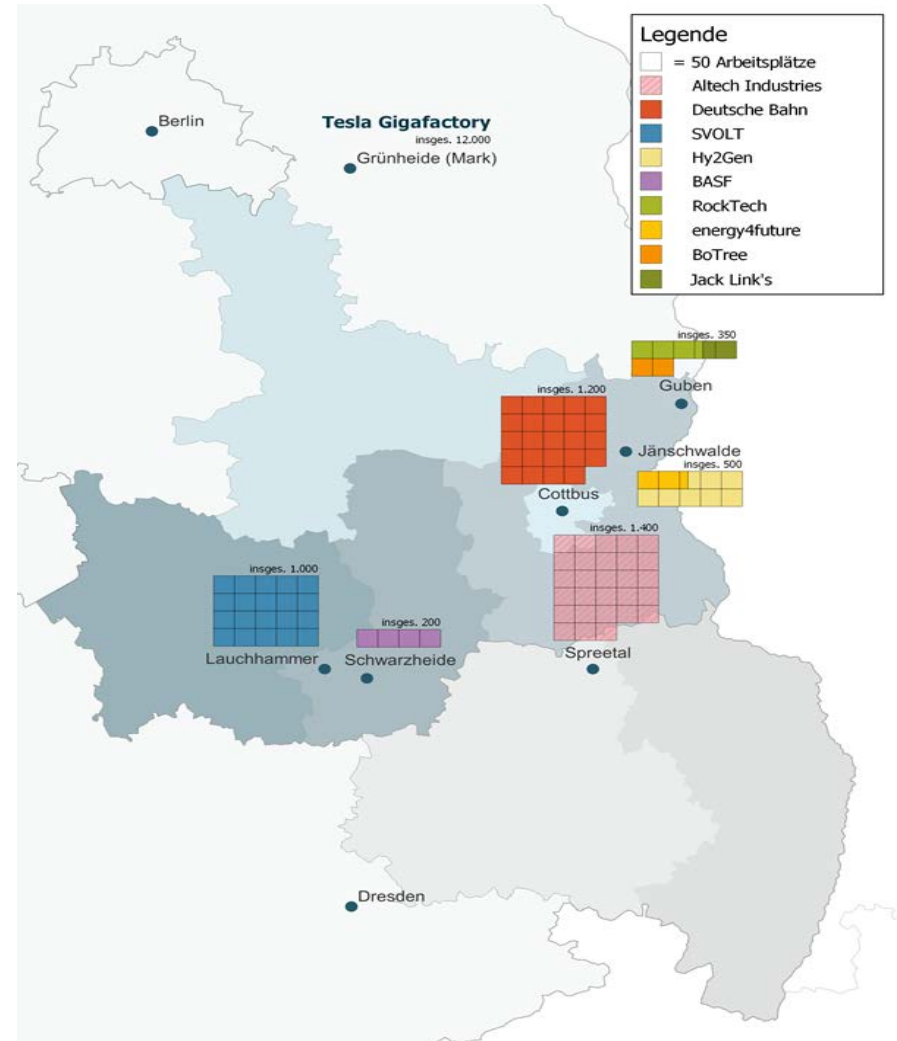 Legende
= 50 Arbeitsplätze
Altech Industries
Deutsche Bahn
SVOLT
Hy2Gen
BASF
RockTech
energy4future
BoTree
Jack Link's
Berlin
Tesla Gigafactory
insges. 12.000
Grünheide (Mark)
insges. 350
Guben
insges. 1.200
Jänschwalde
insges. 500
Cottbus
insges. 1.400
insges. 1.000
insges. 200
Lauchhammer
Schwarzheide
Spreetal
Dresden